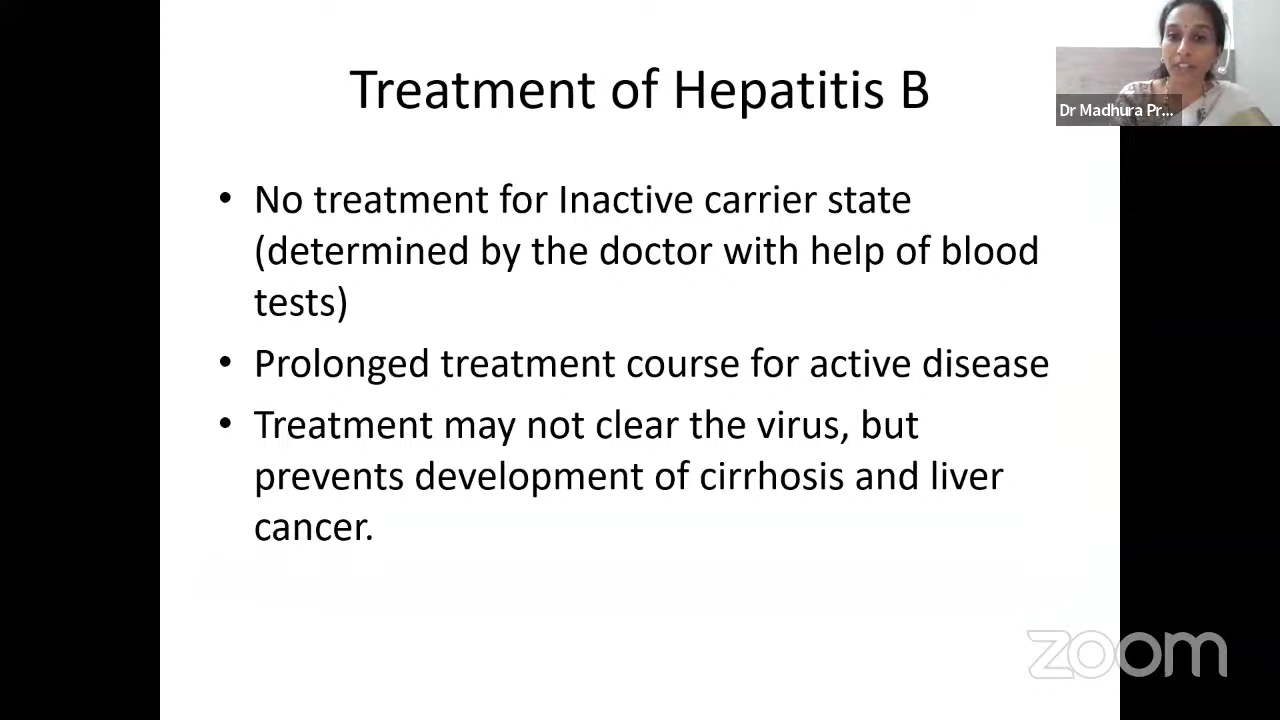 Treatment of Hepatitis B
Dr Madhura Pr...
• No treatment for Inactive carrier state
(determined by the doctor with help of blood
tests)
• Prolonged treatment course for active disease
• Treatment may not clear the virus, but
prevents development of cirrhosis and liver
cancer.
zoom